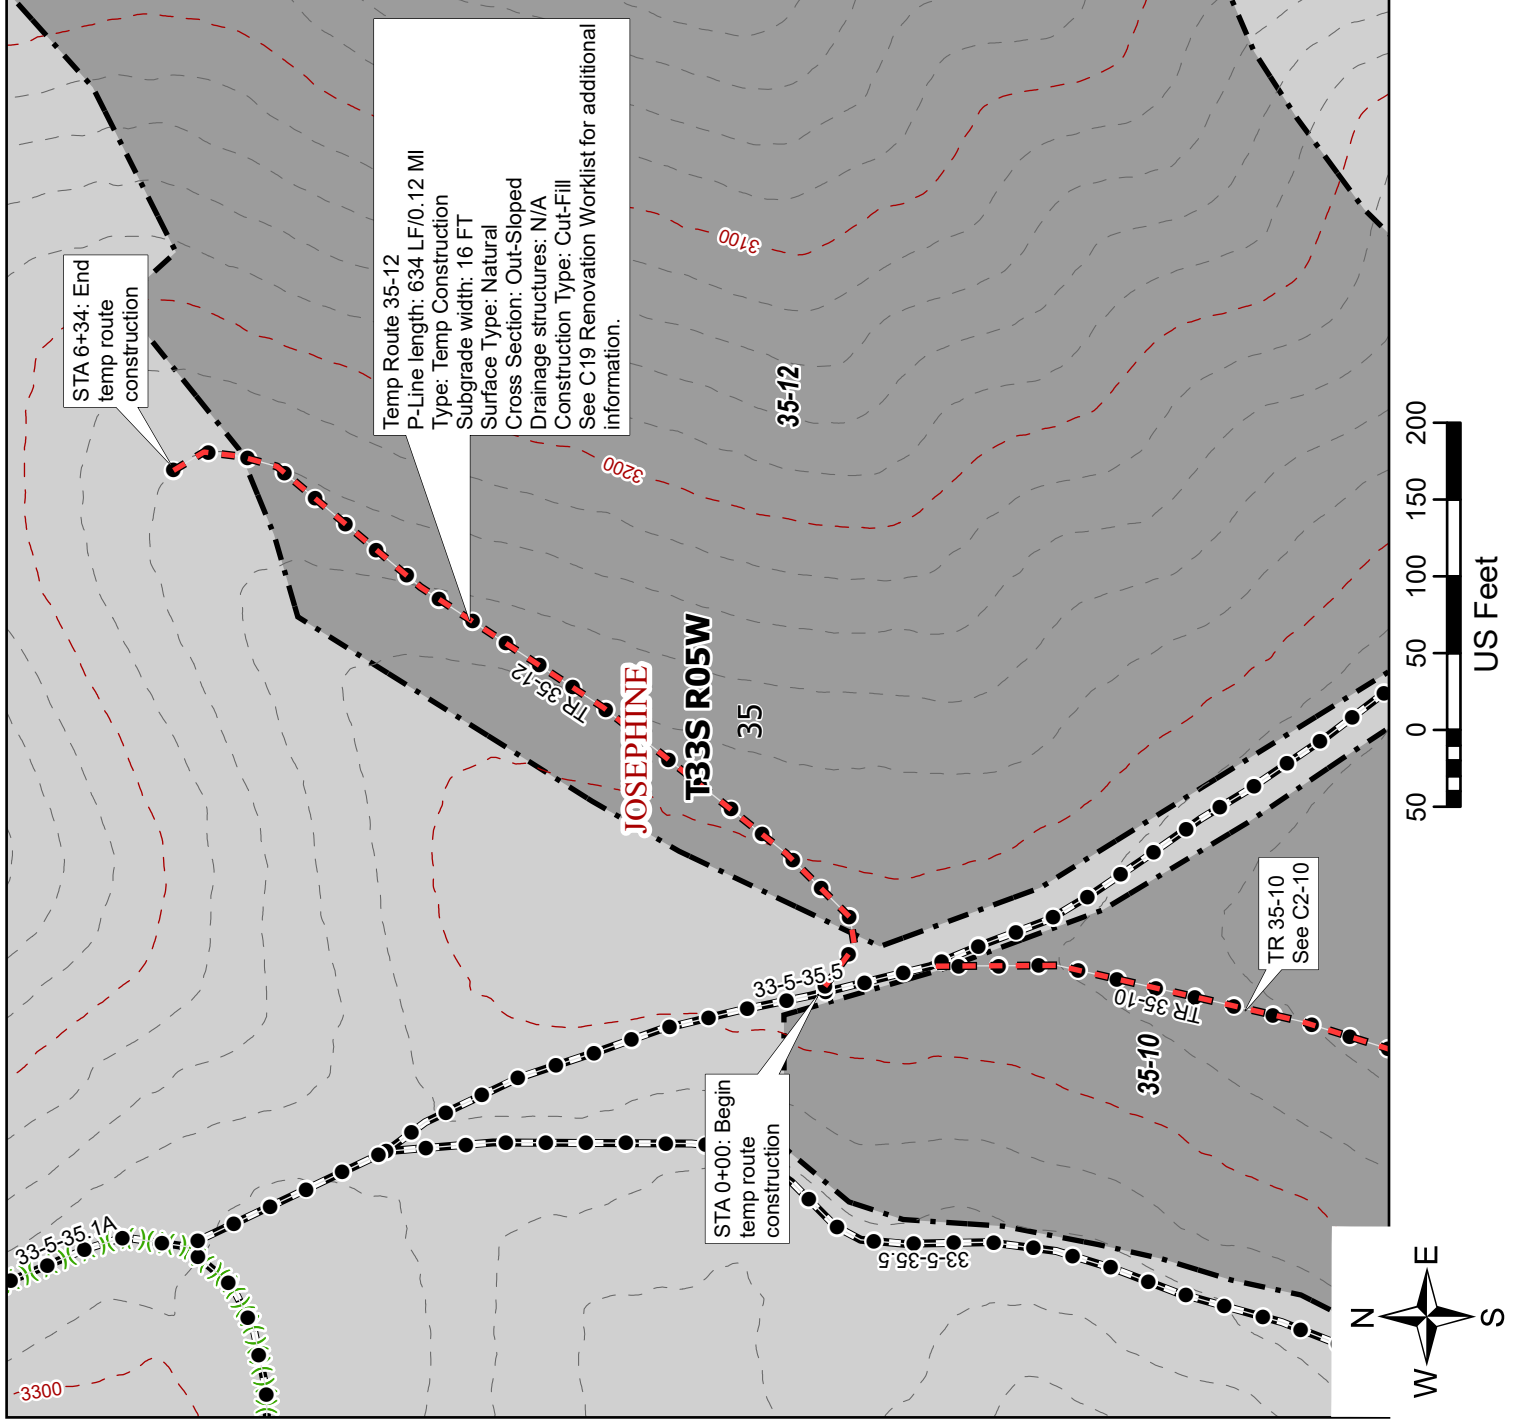 STA 6+34: End
temp route
construction
Temp Route 35-12
P-Line length: 634 LF/0.12 MI
Type: Temp Construction
Subgrade width: 16 FT
Surface Type: Natural
Cross Section: Out-Sloped
Drainage structures: N/A
Construction Type: Cut-Fill
See C19 Renovation Worklist for additional
information.
3100
35-12
3200
TR 35-12
JOSEPHINE
T33S R05W
35
33-5-35.5
33-5-35.1A
STA 0+00: Begin
temp route
construction
TR 35-10
TR 35-10
See C2-10
35-10
33-5-35.5
3300
50
0
50
100
150
200
US Feet
N
W
E
S